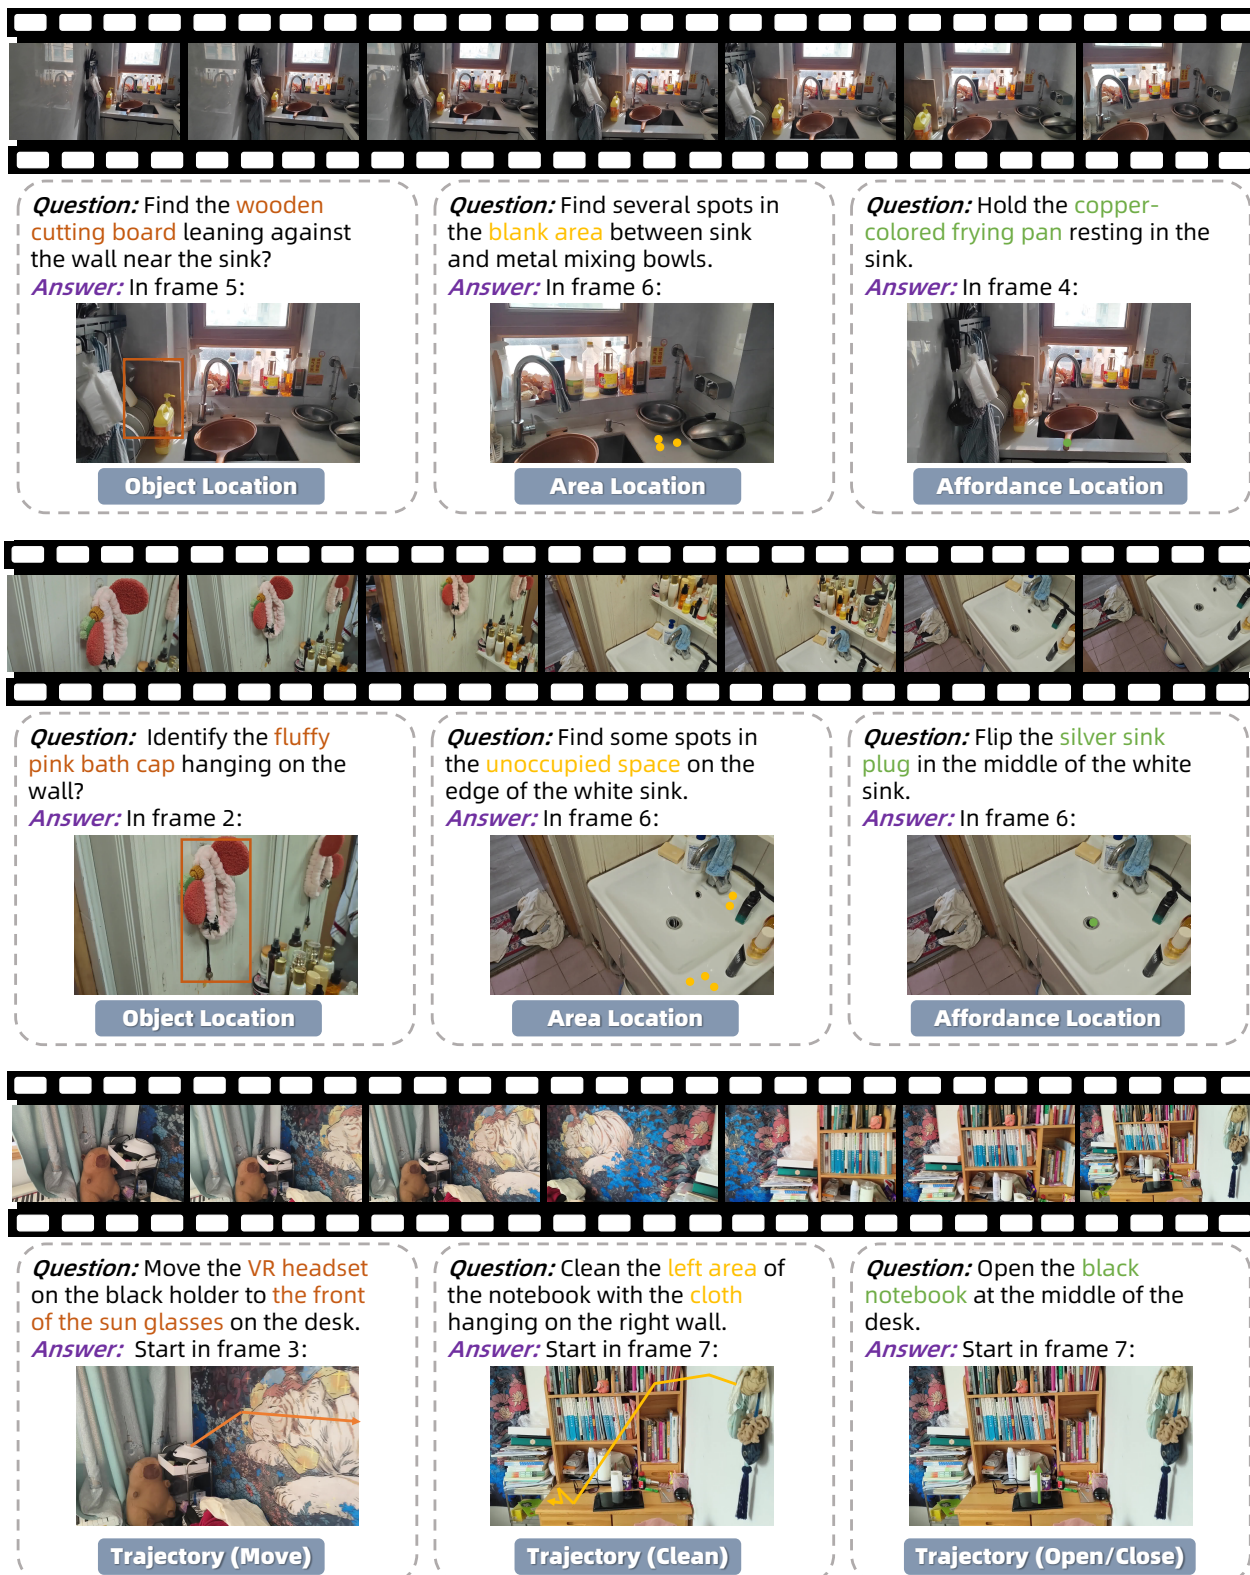 Question: Find the wooden
cutting board leaning against
the wall near the sink?
Answer: In frame 5:
Object Location
Question: Find several spots in
the blank area between sink
and metal mixing bowls.
Answer: In frame 6:
Area Location
Question: Hold the copper-
colored frying pan resting in the
sink.
Answer: In frame 4:
Affordance Location
Question: Identify the fluffy
pink bath cap hanging on the
wall?
Answer: In frame 2:
Object Location
Question: Find some spots in
the unoccupied space on the
edge of the white sink.
Answer: In frame 6:
Area Location
Question: Flip the silver sink
plug in the middle of the white
sink.
Answer: In frame 6:
Affordance Location
Question: Move the VR headset
on the black holder to the front
of the sun glasses on the desk.
Answer: Start in frame 3:
Trajectory (Move)
Question: Clean the left area of
the notebook with the cloth
hanging on the right wall.
Answer: Start in frame 7:
Trajectory (Clean)
Question: Open the black
notebook at the middle of the
desk.
Answer: Start in frame 7:
Trajectory (Open/Close)